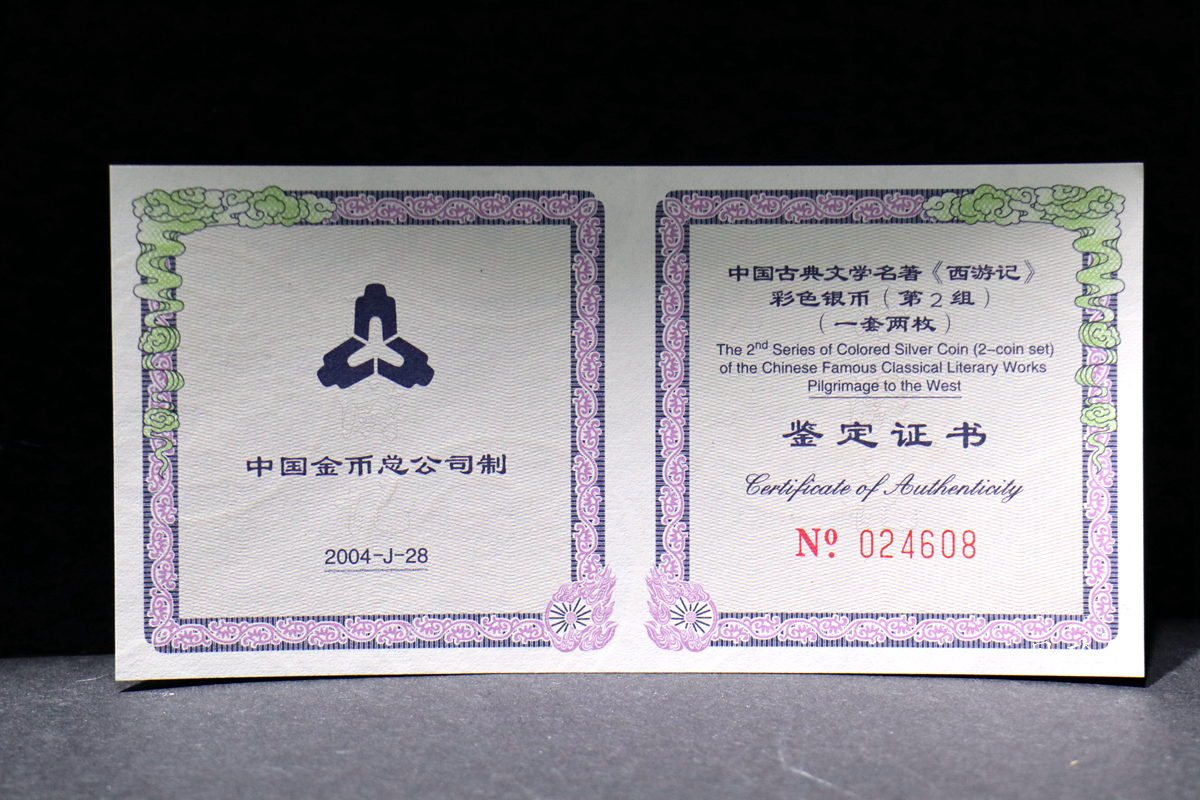 中国金币总公司制
2004-J-28
中国古典文学名著《西游记》
彩色银币（第2组）
（一套两枚）
The 2nd Series of Colored Silver Coin (2-coin set)
of the Chinese Famous Classical Literary Works
Pilgrimage to the West
鉴定证书
Certificate of Authenticity
Nº 024608